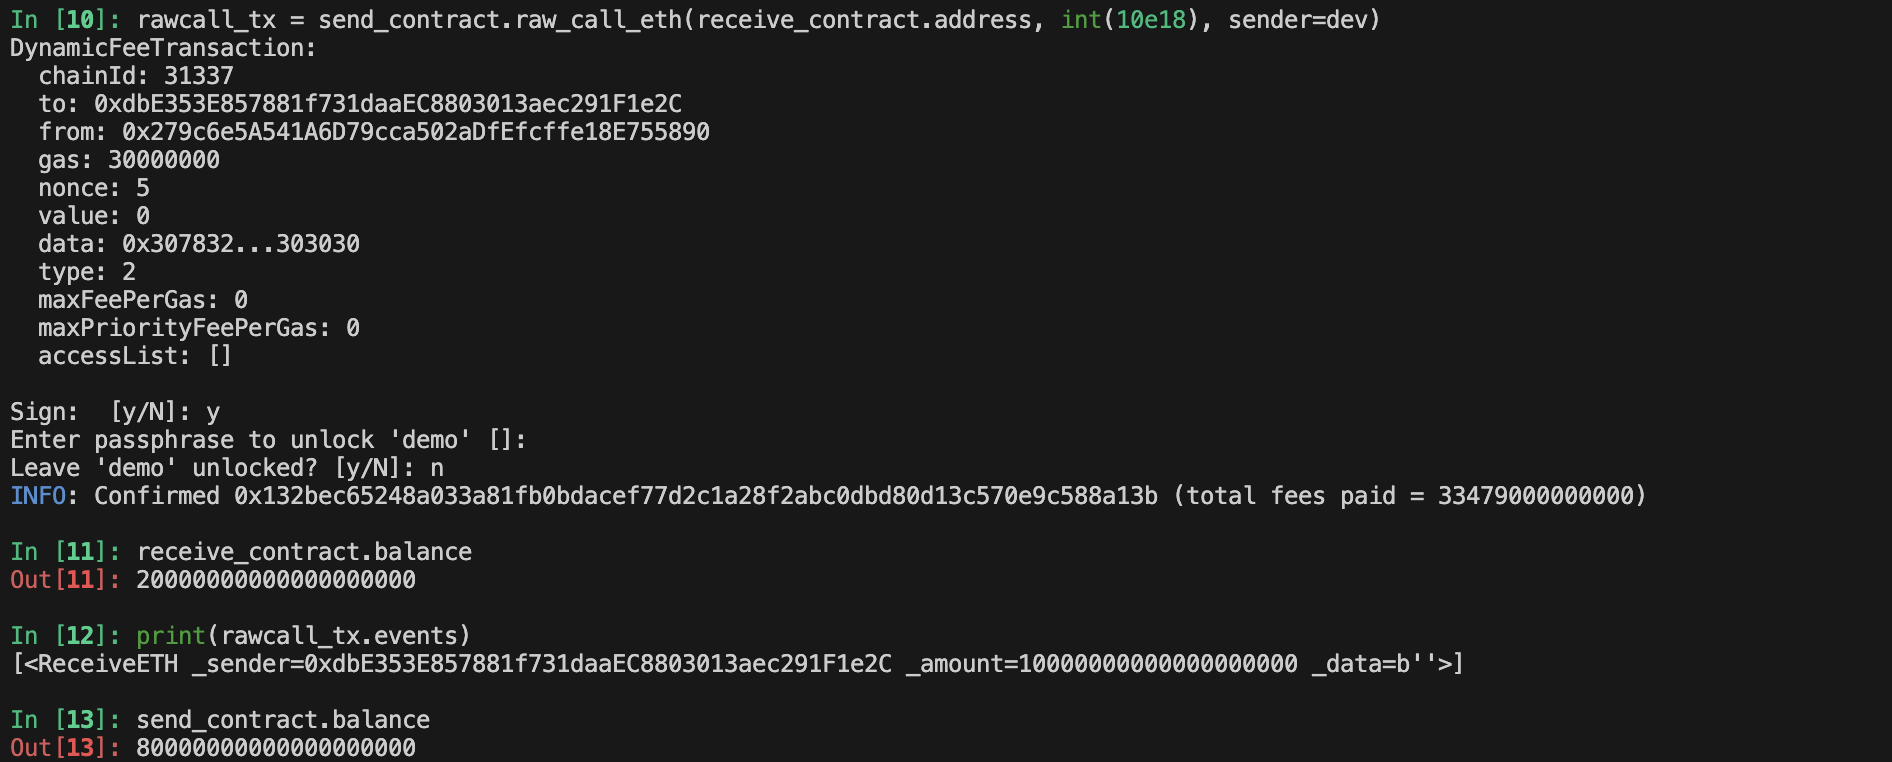 In [10]: rawcall_tx = send_contract.raw_call_eth(receive_contract.address, int(10e18), sender=dev)
DynamicFeeTransaction:
  chainId: 31337
  to: 0xdbE353E857881f731daaEC8803013aec291F1e2C
  from: 0x279c6e5A541A6D79cca502aDfEfcffe18E755890
  gas: 30000000
  nonce: 5
  value: 0
  data: 0x307832...303030
  type: 2
  maxFeePerGas: 0
  maxPriorityFeePerGas: 0
  accessList: []
Sign:  [y/N]: y
Enter passphrase to unlock 'demo' []:
Leave 'demo' unlocked? [y/N]: n
INFO: Confirmed 0x132bec65248a033a81fb0bdacef77d2c1a28f2abc0dbd80d13c570e9c588a13b (total fees paid = 33479000000000)
In [11]: receive_contract.balance
Out[11]: 20000000000000000000
In [12]: print(rawcall_tx.events)
[<ReceiveETH _sender=0xdbE353E857881f731daaEC8803013aec291F1e2C _amount=10000000000000000000 _data=b''>]
In [13]: send_contract.balance
Out[13]: 80000000000000000000